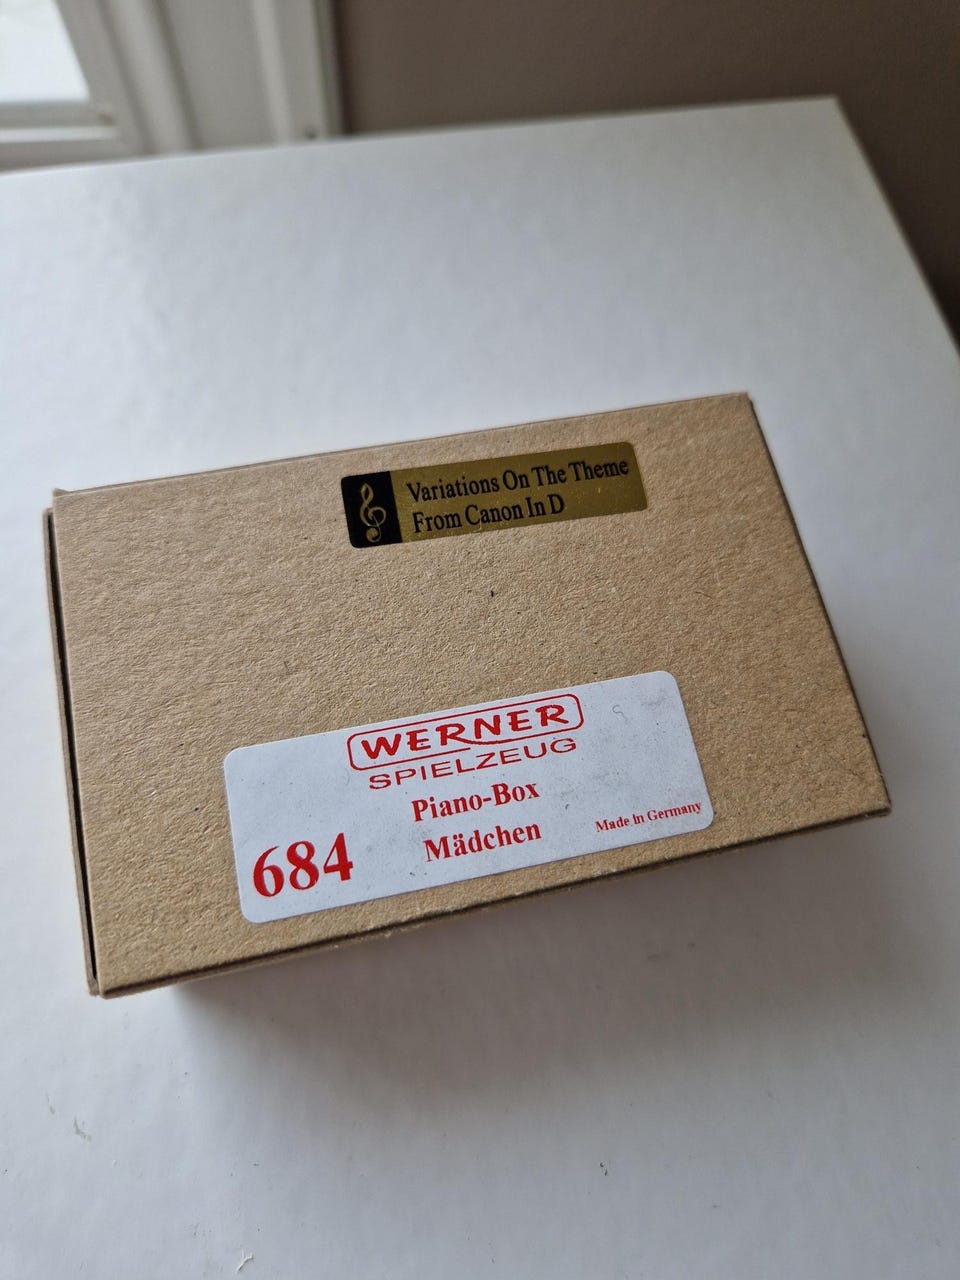 Variations On The Theme
From Canon In D
WERNER
SPIELZEUG
Piano-Box
684
Mädchen
Made in Germany